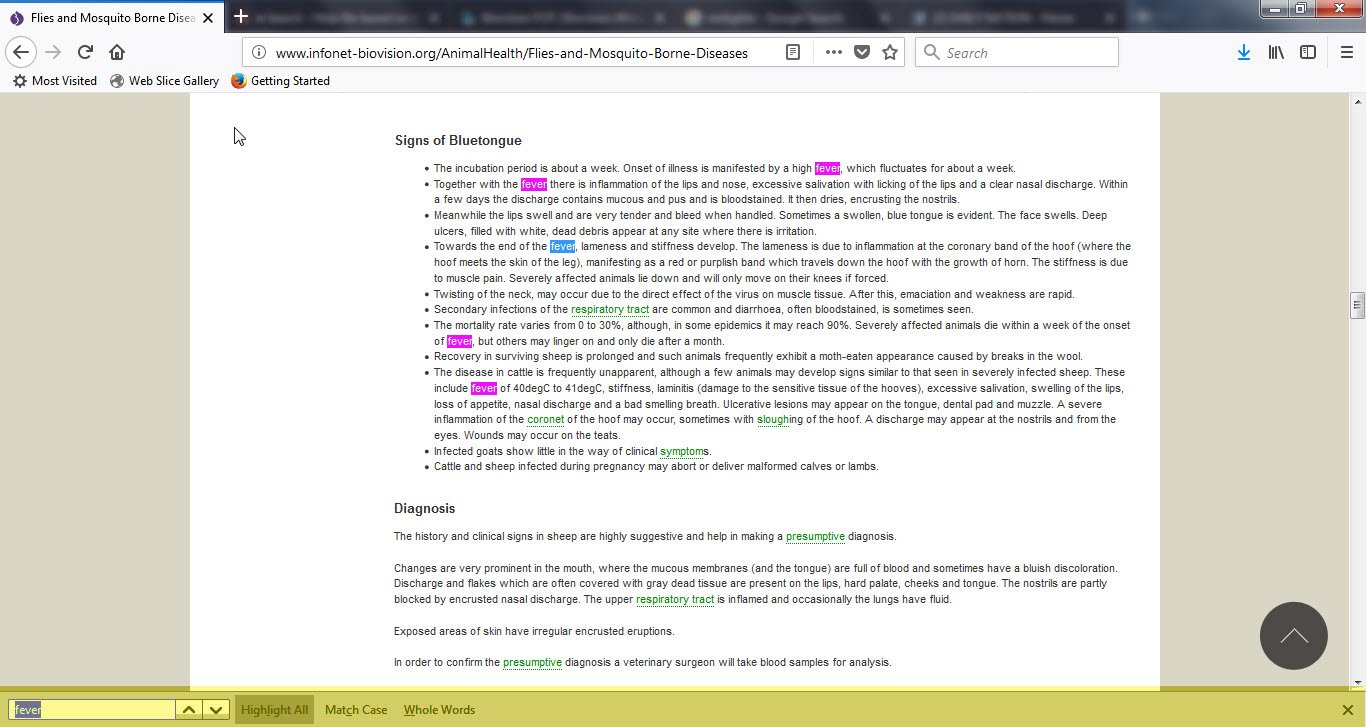 Flies and Mosquito Borne Disea
www.infonet-biovision.org/AnimalHealth/Flies-and-Mosquito-Borne-Diseases
Search
Most Visited
Web Slice Gallery
Getting Started
Signs of Bluetongue
The incubation period is about a week. Onset of illness is manifested by a high fever, which fluctuates for about a week.
Together with the fever there is inflammation of the lips and nose, excessive salivation with licking of the lips and a clear nasal discharge. Within
a few days the discharge contains mucous and pus and is bloodstained. It then dries, encrusting the nostrils.
Meanwhile the lips swell and are very tender and bleed when handled. Sometimes a swollen, blue tongue is evident. The face swells. Deep
ulcers, filled with white, dead debris appear at any site where there is irritation.
Towards the end of the fever, lameness and stiffness develop. The lameness is due to inflammation at the coronary band of the hoof (where the
hoof meets the skin of the leg), manifesting as a red or purplish band which travels down the hoof with the growth of horn. The stiffness is due
to muscle pain. Severely affected animals lie down and will only move on their knees if forced.
Twisting of the neck, may occur due to the direct effect of the virus on muscle tissue. After this, emaciation and weakness are rapid.
Secondary infections of the respiratory tract are common and diarrhoea, often bloodstained, is sometimes seen.
The mortality rate varies from 0 to 30%, although, in some epidemics it may reach 90%. Severely affected animals die within a week of the onset
of fever, but others may linger on and only die after a month.
Recovery in surviving sheep is prolonged and such animals frequently exhibit a moth-eaten appearance caused by breaks in the wool.
The disease in cattle is frequently unapparent, although a few animals may develop signs similar to that seen in severely infected sheep. These
include fever of 40degC to 41degC, stiffness, laminitis (damage to the sensitive tissue of the hooves), excessive salivation, swelling of the lips,
loss of appetite, nasal discharge and a bad smelling breath. Ulcerative lesions may appear on the tongue, dental pad and muzzle. A severe
inflammation of the coronet of the hoof may occur, sometimes with sloughing of the hoof. A discharge may appear at the nostrils and from the
eyes. Wounds may occur on the teats.
Infected goats show little in the way of clinical symptoms.
Cattle and sheep infected during pregnancy may abort or deliver malformed calves or lambs.
Diagnosis
The history and clinical signs in sheep are highly suggestive and help in making a presumptive diagnosis.
Changes are very prominent in the mouth, where the mucous membranes (and the tongue) are full of blood and sometimes have a bluish discoloration.
Discharge and flakes which are often covered with gray dead tissue are present on the lips, hard palate, cheeks and tongue. The nostrils are partly
blocked by encrusted nasal discharge. The upper respiratory tract is inflamed and occasionally the lungs have fluid.
Exposed areas of skin have irregular encrusted eruptions.
In order to confirm the presumptive diagnosis a veterinary surgeon will take blood samples for analysis.
fever
Highlight All
Match Case
Whole Words